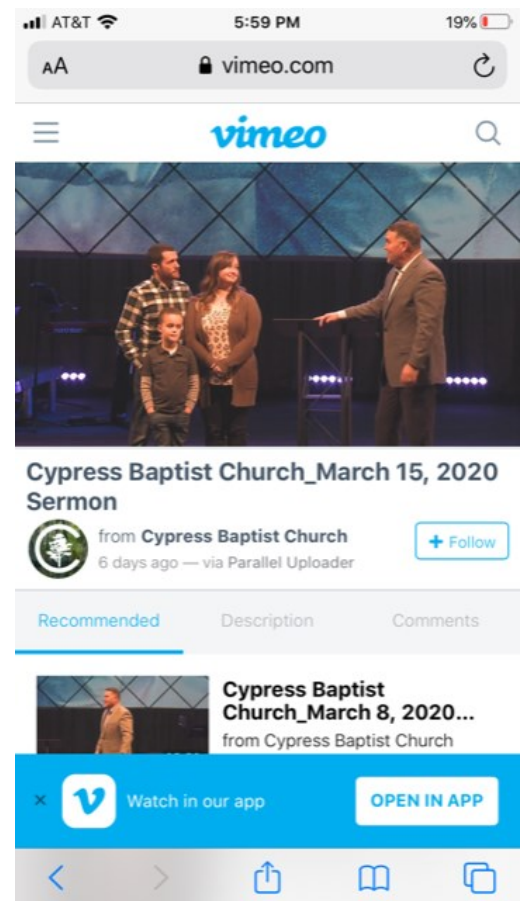 AT&T 5:59 PM 19%
AA vimeo.com
vimeo
Cypress Baptist Church_March 15, 2020
Sermon
from Cypress Baptist Church
+ Follow
6 days ago — via Parallel Uploader
Recommended Description Comments
Cypress Baptist
Church_March 8, 2020...
from Cypress Baptist Church
× v Watch in our app OPEN IN APP